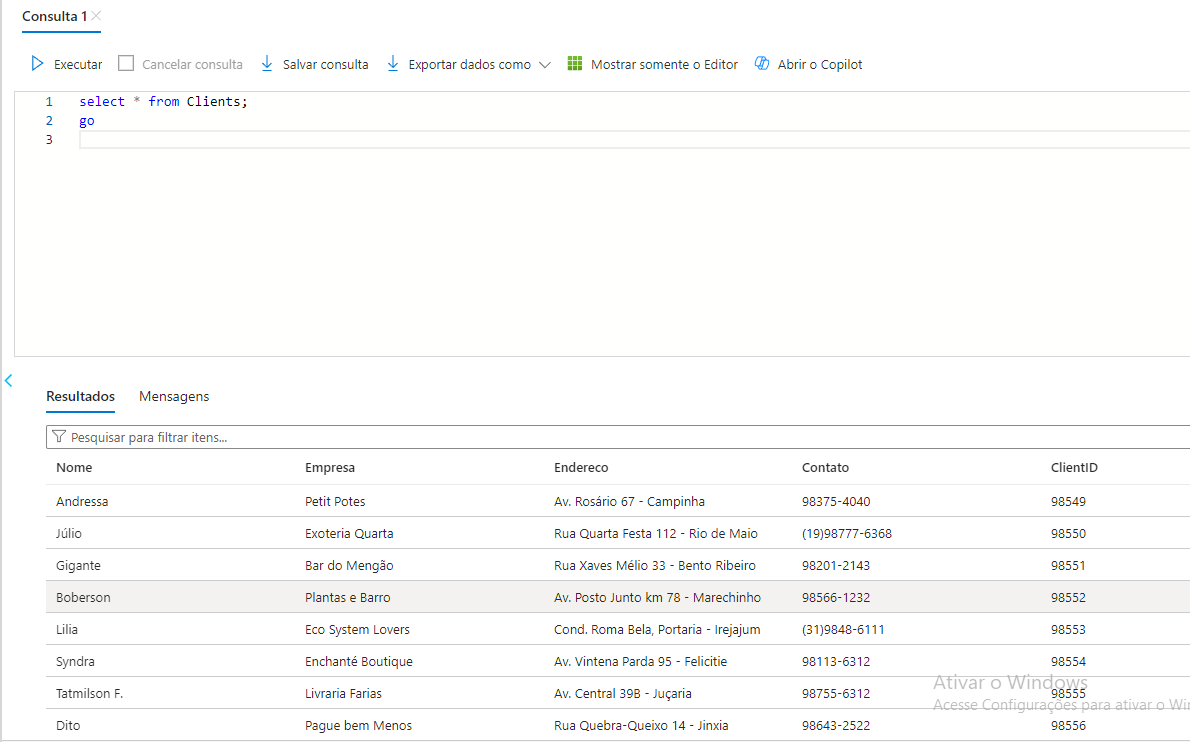 Consulta 1
Executar Cancelar consulta Salvar consulta Exportar dados como Mostrar somente o Editor Abrir o Copilot
1 select * from Clients;
2 go
3
Resultados Mensagens
Pesquisar para filtrar itens...
Nome Empresa Endereco Contato ClientID
Andressa Petit Potes Av. Rosário 67 - Campinha 98375-4040 98549
Júlio Exoteria Quarta Rua Quarta Festa 112 - Rio de Maio (19)98777-6368 98550
Gigante Bar do Mengão Rua Xaves Mélio 33 - Bento Ribeiro 98201-2143 98551
Boberson Plantas e Barro Av. Posto Junto km 78 - Marechinho 98566-1232 98552
Lilia Eco System Lovers Cond. Roma Bela, Portaria - Irejajum (31)9848-6111 98553
Syndra Enchanté Boutique Av. Vintena Parda 95 - Felicitie 98113-6312 98554
Tatmilson F. Livraria Farias Av. Central 39B - Juçaria 98755-6312 98555
Dito Pague bem Menos Rua Quebra-Queixo 14 - Jinxia 98643-2522 98556
Ativar o Windows
Acesse Configurações para ativar o